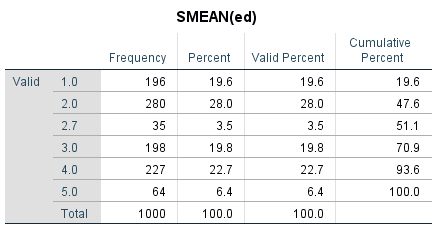 SMEAN(ed)
Frequency Percent Valid Percent Cumulative Percent
Valid 1.0 196 19.6 19.6 19.6
2.0 280 28.0 28.0 47.6
2.7 35 3.5 3.5 51.1
3.0 198 19.8 19.8 70.9
4.0 227 22.7 22.7 93.6
5.0 64 6.4 6.4 100.0
Total 1000 100.0 100.0